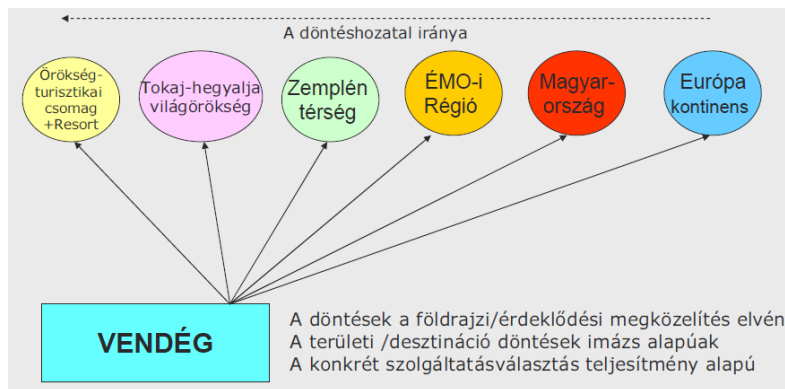 A döntéshozatal iránya
Örökség-
turisztikai
csomag
+Resort
Tokaj-hegyalja
világörökség
Zemplén
térség
ÉMO-i
Régió
Magyar-
ország
Európa
kontinens
VENDÉG
A döntések a földrajzi/érdeklődési megközelítés elvén
A területi /desztináció döntések imázs alapúak
A konkrét szolgáltatásválasztás teljesítmény alapú